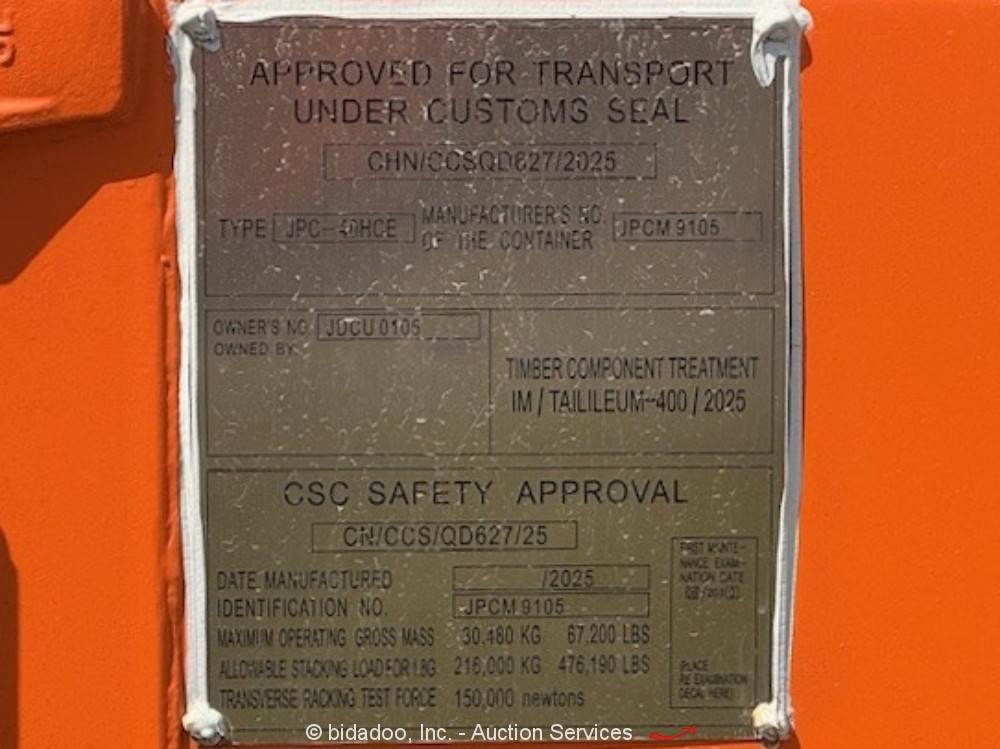 APPROVED FOR TRANSPORT
UNDER CUSTOMS SEAL
CHN/CCSQD627/2025
TYPE JPC-40HCE MANUFACTURER'S NO. OF THE CONTAINER JPCM 9105
OWNER'S NO JDCU 0105
OWNED BY:
TIMBER COMPONENT TREATMENT
IM / TAILILEUM-400 / 2025
CSC SAFETY APPROVAL
CN/CCS/QD627/25
DATE MANUFACTURED /2025
IDENTIFICATION NO. JPCM 9105
MAXIMUM OPERATING GROSS MASS 30.480 KG 67,200 LBS
ALLOWABLE STACKING LOAD FOR 1.8G 216,000 KG 476,190 LBS
TRANSVERSE RACKING TEST FORCE 150,000 newtons
FIRST MAINTE-
NANCE EXAMI-
NATION DATE
(PLACE
RE EXAMINATION
DECAL HERE)
© bidadoo, Inc. - Auction Services